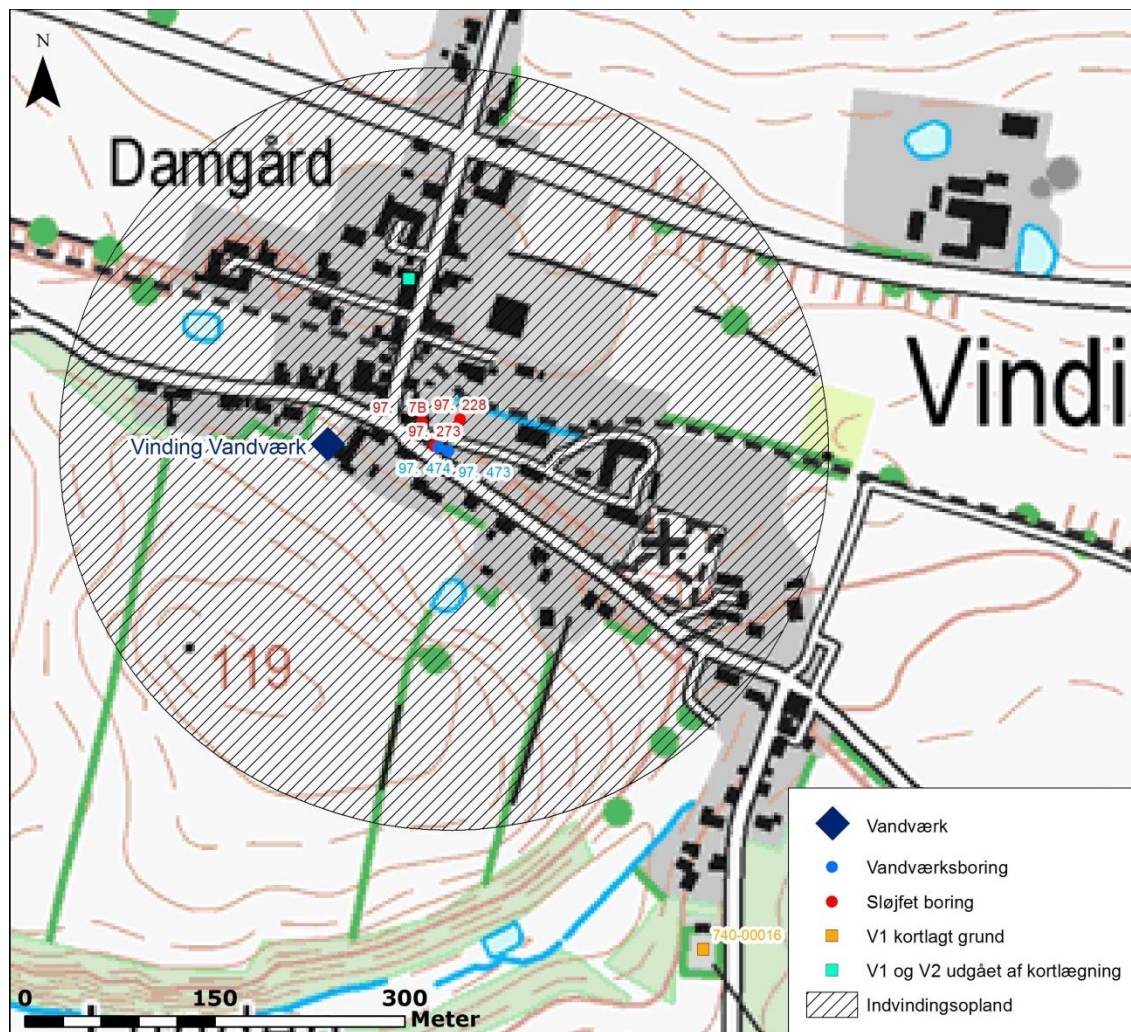 N
Damgård
Vindi
97. 7B
97. 228
97. 273
Vinding Vandværk
97. 474
97. 473
119
740-00016
Vandværk
Vandværksboring
Sløjfet boring
V1 kortlagt grund
V1 og V2 udgået af kortlægning
Indvindingsopland
0 150 300
Meter